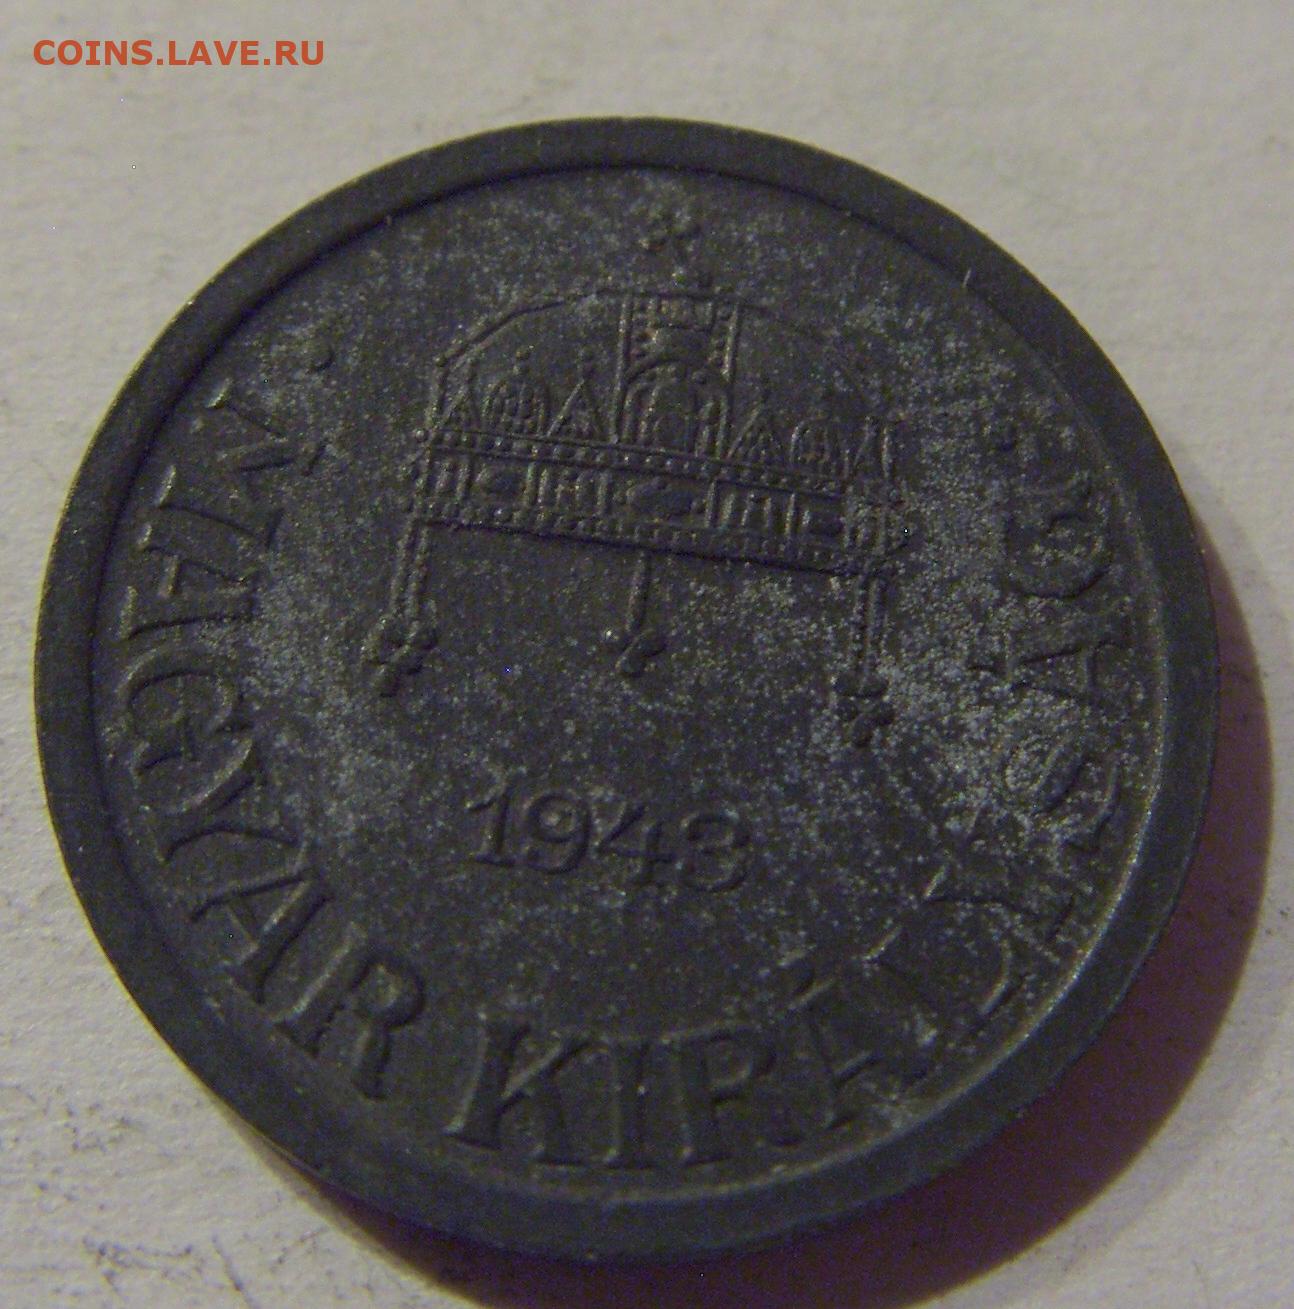 COINS.LAVE.RU
· MAGYAR KIRÁLYSÁG ·
1943